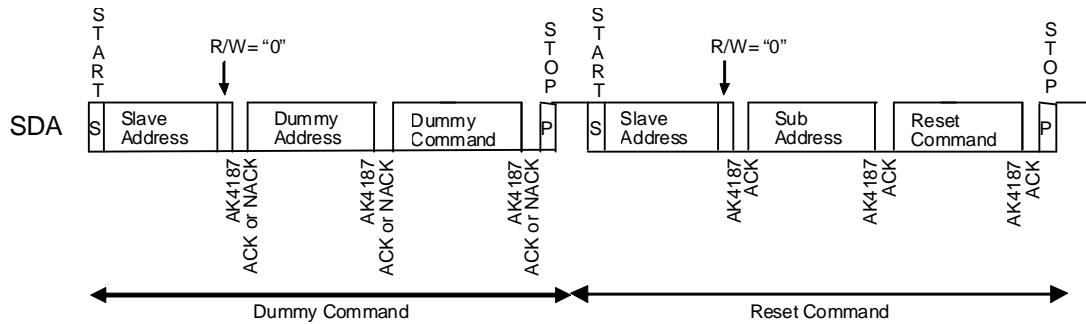 START
R/W= "0"
STOP
START
R/W= "0"
STOP
SDA
S
Slave
Address
Dummy
Address
Dummy
Command
P
S
Slave
Address
Sub
Address
Reset
Command
P
AK4187
ACK or NACK
AK4187
ACK or NACK
AK4187
ACK or NACK
AK4187
ACK
AK4187
ACK
AK4187
ACK
Dummy Command
Reset Command